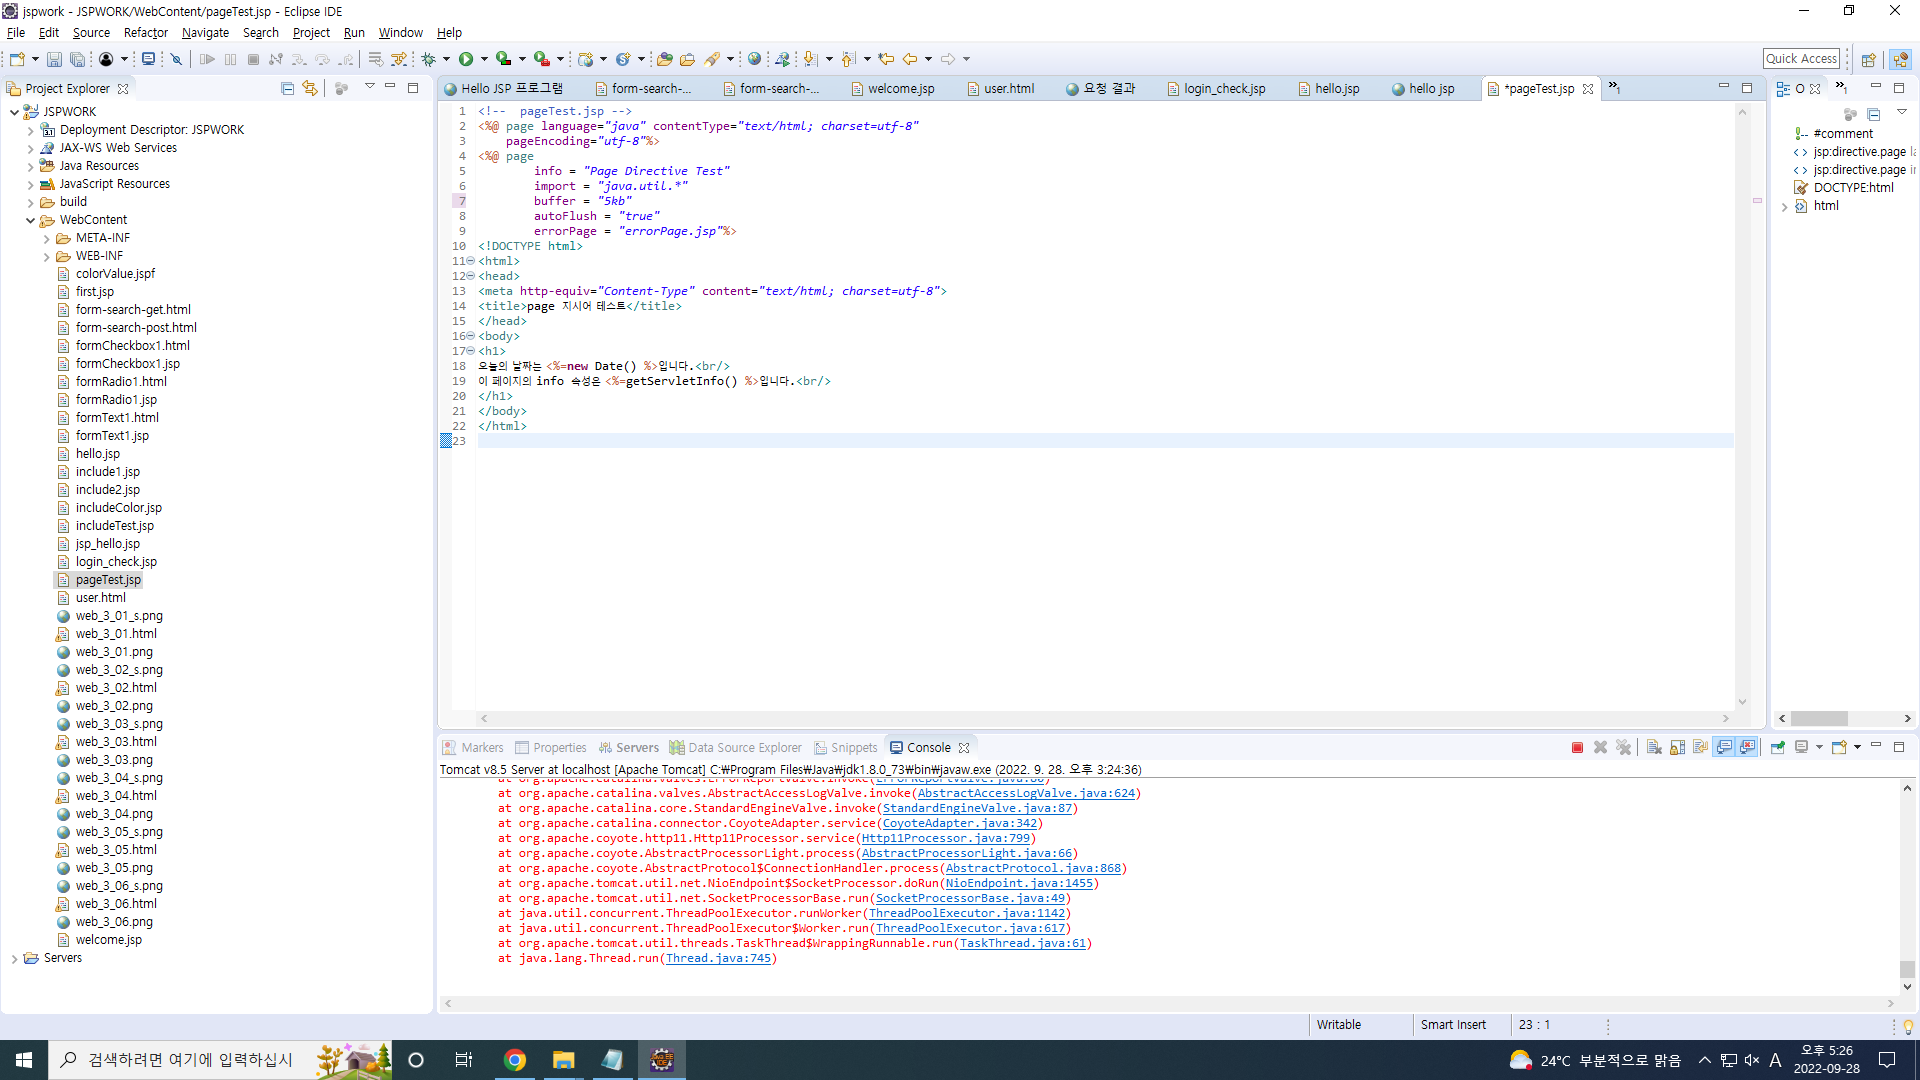 jspwork - JSPWORK/WebContent/pageTest.jsp - Eclipse IDE
File Edit Source Refactor Navigate Search Project Run Window Help
Quick Access
Project Explorer
JSPWORK
Deployment Descriptor: JSPWORK
JAX-WS Web Services
Java Resources
JavaScript Resources
build
WebContent
META-INF
WEB-INF
colorValue.jspf
first.jsp
form-search-get.html
form-search-post.html
formCheckbox1.html
formCheckbox1.jsp
formRadio1.html
formRadio1.jsp
formText1.html
formText1.jsp
hello.jsp
include1.jsp
include2.jsp
includeColor.jsp
includeTest.jsp
jsp_hello.jsp
login_check.jsp
pageTest.jsp
user.html
web_3_01_s.png
web_3_01.html
web_3_01.png
web_3_02_s.png
web_3_02.html
web_3_02.png
web_3_03_s.png
web_3_03.html
web_3_03.png
web_3_04_s.png
web_3_04.html
web_3_04.png
web_3_05_s.png
web_3_05.html
web_3_05.png
web_3_06_s.png
web_3_06.html
web_3_06.png
welcome.jsp
Servers
Hello JSP 프로그램 form-search-... form-search-... welcome.jsp user.html 요청 결과 login_check.jsp hello.jsp hello jsp *pageTest.jsp »1
1 <!--  pageTest.jsp -->
2 <%@ page language="java" contentType="text/html; charset=utf-8"
3     pageEncoding="utf-8"%>
4 <%@ page
5         info = "Page Directive Test"
6         import = "java.util.*"
7         buffer = "5kb"
8         autoFlush = "true"
9         errorPage = "errorPage.jsp"%>
10 <!DOCTYPE html>
11 <html>
12 <head>
13 <meta http-equiv="Content-Type" content="text/html; charset=utf-8">
14 <title>page 지시어 테스트</title>
15 </head>
16 <body>
17 <h1>
18 오늘의 날짜는 <%=new Date() %>입니다.<br/>
19 이 페이지의 info 속성은 <%=getServletInfo() %>입니다.<br/>
20 </h1>
21 </body>
22 </html>
23
O »1
#comment
jsp:directive.page la
jsp:directive.page in
DOCTYPE:html
html
Markers Properties Servers Data Source Explorer Snippets Console
Tomcat v8.5 Server at localhost [Apache Tomcat] C:₩Program Files₩Java₩jdk1.8.0_73₩bin₩javaw.exe (2022. 9. 28. 오후 3:24:36)
at org.apache.catalina.valves.ErrorReportValve.invoke(ErrorReportValve.java:
at org.apache.catalina.valves.AbstractAccessLogValve.invoke(AbstractAccessLogValve.java:624)
at org.apache.catalina.core.StandardEngineValve.invoke(StandardEngineValve.java:87)
at org.apache.catalina.connector.CoyoteAdapter.service(CoyoteAdapter.java:342)
at org.apache.coyote.http11.Http11Processor.service(Http11Processor.java:799)
at org.apache.coyote.AbstractProcessorLight.process(AbstractProcessorLight.java:66)
at org.apache.coyote.AbstractProtocol$ConnectionHandler.process(AbstractProtocol.java:868)
at org.apache.tomcat.util.net.NioEndpoint$SocketProcessor.doRun(NioEndpoint.java:1455)
at org.apache.tomcat.util.net.SocketProcessorBase.run(SocketProcessorBase.java:49)
at java.util.concurrent.ThreadPoolExecutor.runWorker(ThreadPoolExecutor.java:1142)
at java.util.concurrent.ThreadPoolExecutor$Worker.run(ThreadPoolExecutor.java:617)
at org.apache.tomcat.util.threads.TaskThread$WrappingRunnable.run(TaskThread.java:61)
at java.lang.Thread.run(Thread.java:745)
Writable Smart Insert 23 : 1
검색하려면 여기에 입력하십시
24°C 부분적으로 맑음 A 오후 5:26
2022-09-28